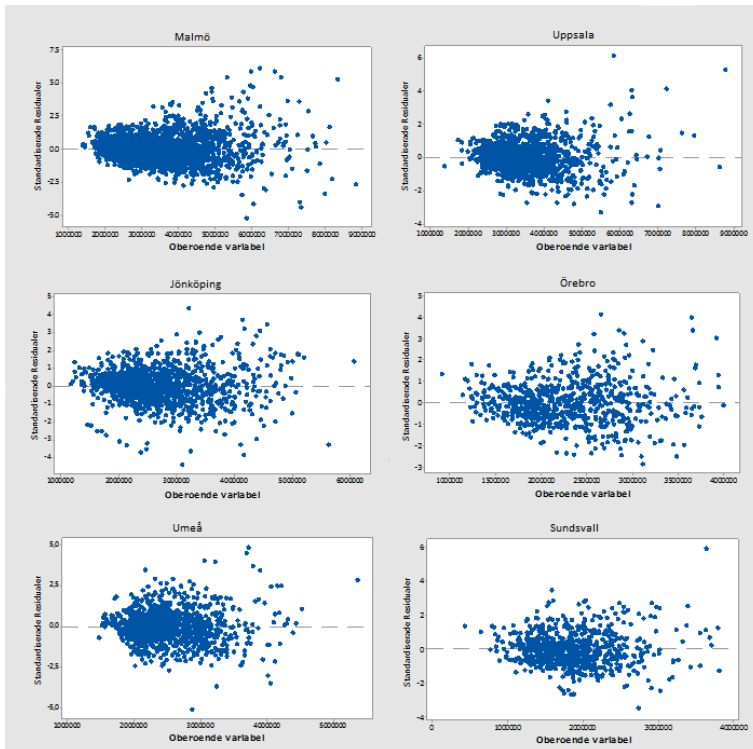 Malmö
Standardiserade Residualer
7.5
5.0
2.5
0.0
-2.5
-5.0
1000000 2000000 3000000 4000000 5000000 6000000 7000000 8000000 9000000
Oberoende variabel
Uppsala
Standardiserade Residualer
6
4
2
0
-2
-4
1000000 2000000 3000000 4000000 5000000 6000000 7000000 8000000 9000000
Oberoende variabel
Jönköping
Standardiserade Residualer
5
4
3
2
1
0
-1
-2
-3
-4
1000000 2000000 3000000 4000000 5000000 6000000
Oberoende variabel
Örebro
Standardiserade Residualer
5
4
3
2
1
0
-1
-2
-3
1000000 1500000 2000000 2500000 3000000 3500000 4000000
Oberoende variabel
Umeå
Standardiserade Residualer
5,0
2,5
0,0
-2,5
-5,0
1000000 2000000 3000000 4000000 5000000
Oberoende variabel
Sundsvall
Standardiserade Residualer
6
4
2
0
-2
-4
0 1000000 2000000 3000000 4000000
Oberoende variabel